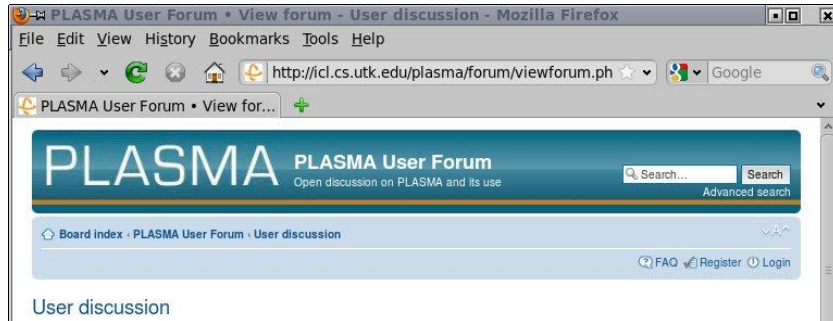 PLASMA User Forum • View forum - User discussion - Mozilla Firefox
File Edit View History Bookmarks Tools Help
http://icl.cs.utk.edu/plasma/forum/viewforum.ph Google
PLASMA User Forum • View for...
PLASMA
PLASMA User Forum
Open discussion on PLASMA and its use
Search... Search
Advanced search
Board index ‹ PLASMA User Forum ‹ User discussion
FAQ Register Login
User discussion